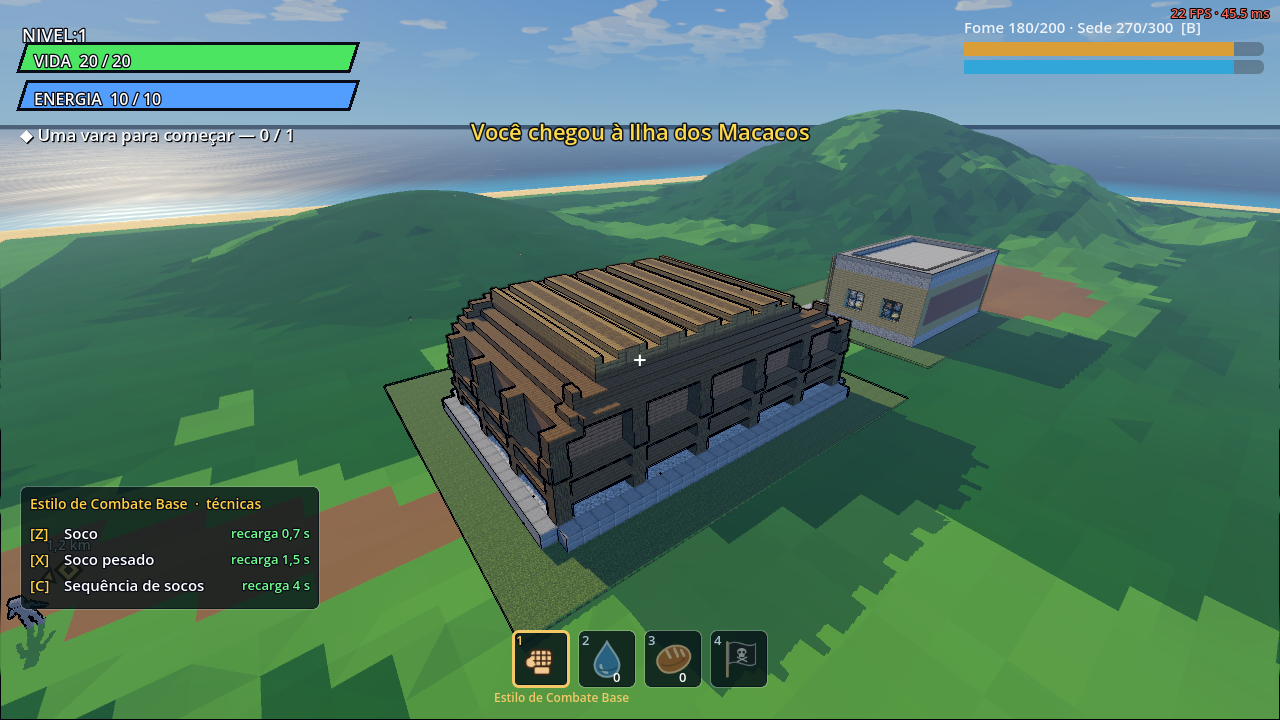 22 FPS · 45.5 ms
NIVEL:1
Fome 180/200 · Sede 270/300 [B]
VIDA 20 / 20
ENERGIA 10 / 10
◆ Uma vara para começar — 0 / 1
Você chegou à Ilha dos Macacos
Estilo de Combate Base · técnicas
[Z] Soco recarga 0,7 s
1,2 km
[X] Soco pesado recarga 1,5 s
[C] Sequência de socos recarga 4 s
1
2
0
3
0
4
Estilo de Combate Base